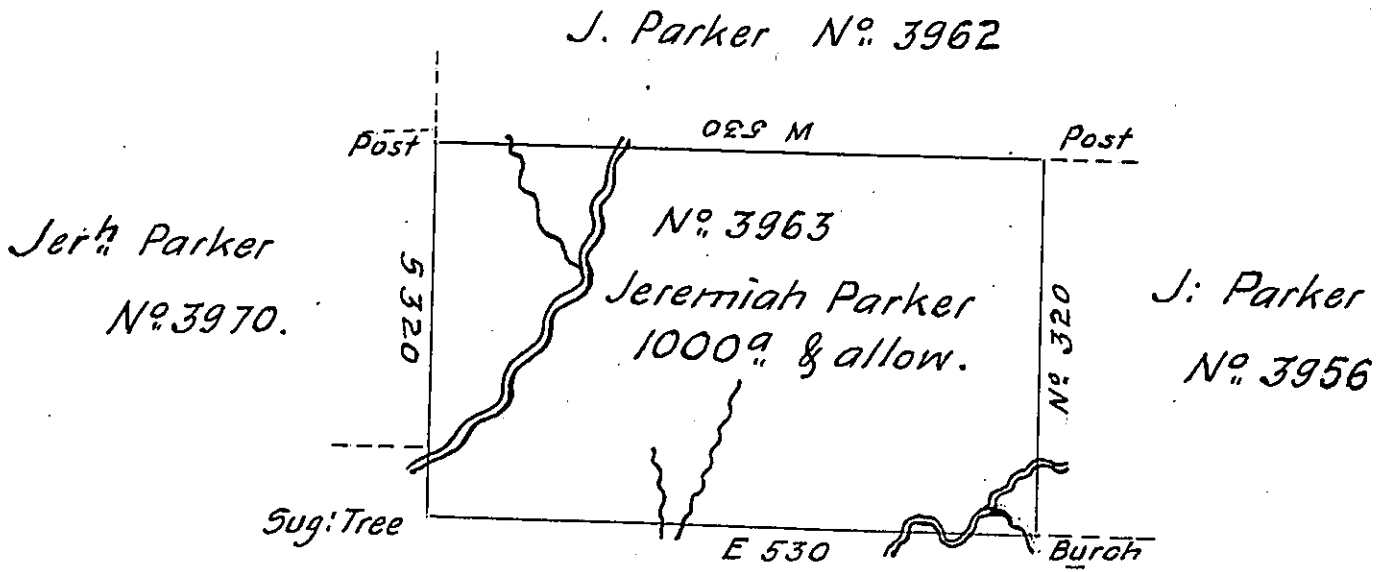 J. Parker Nº 3962
W 530
Post
Post
Jerʰ Parker
Nº 3970.
S 320
Nº 3963
Jeremiah Parker
1000ª & allow.
Nº 320
J: Parker
Nº 3956
Sug: Tree
E 530
Burch